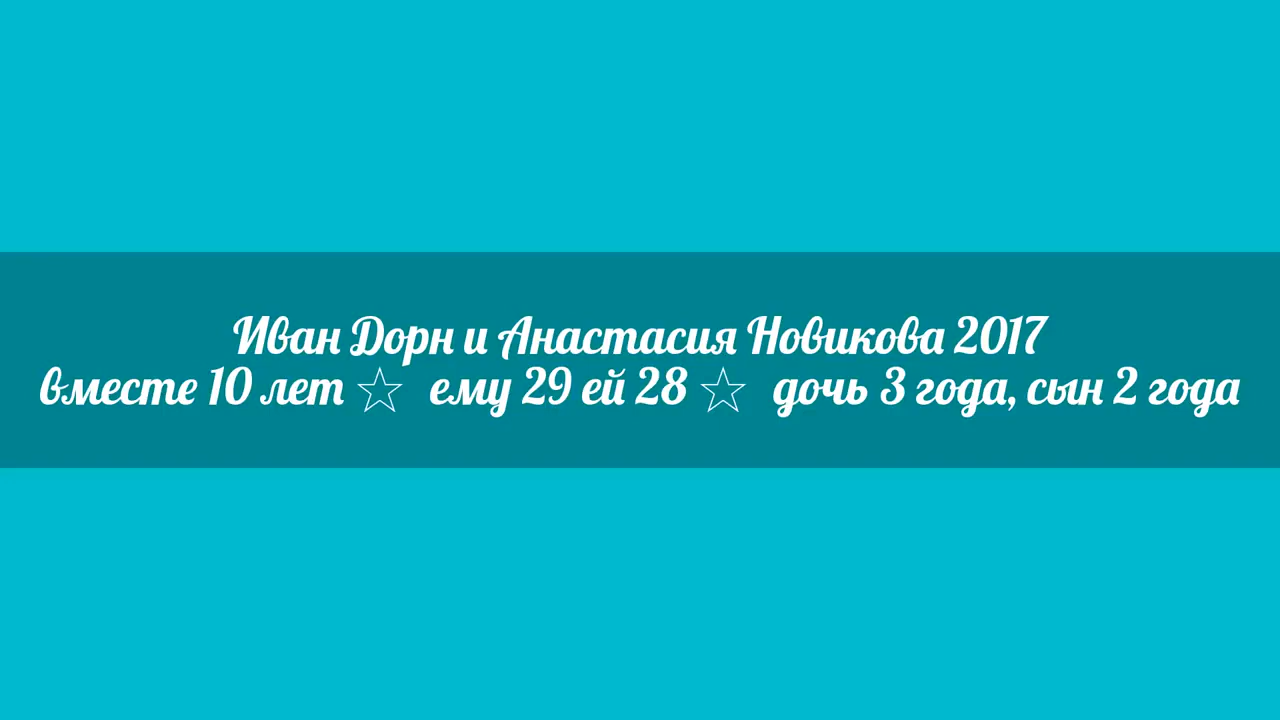 Иван Дорн и Анастасия Новикова 2017
вместе 10 лет ☆ ему 29 ей 28 ☆ дочь 3 года, сын 2 года